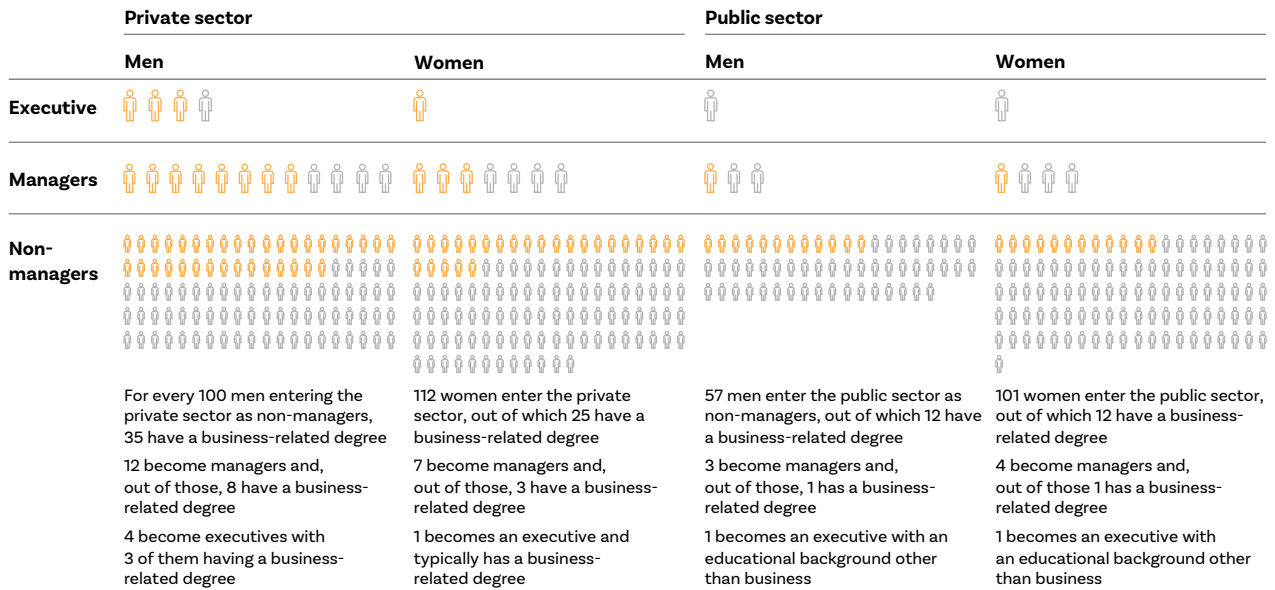 Private sector
Public sector
Men
Women
Men
Women
Executive
Managers
Non-
managers
For every 100 men entering the
private sector as non-managers,
35 have a business-related degree
12 become managers and,
out of those, 8 have a business-
related degree
4 become executives with
3 of them having a business-
related degree
112 women enter the private
sector, out of which 25 have a
business-related degree
7 become managers and,
out of those, 3 have a business-
related degree
1 becomes an executive and
typically has a business-
related degree
57 men enter the public sector as
non-managers, out of which 12 have
a business-related degree
3 become managers and,
out of those, 1 has a business-
related degree
1 becomes an executive with an
educational background other
than business
101 women enter the public sector,
out of which 12 have a business-
related degree
4 become managers and,
out of those 1 has a business-
related degree
1 becomes an executive with
an educational background other
than business